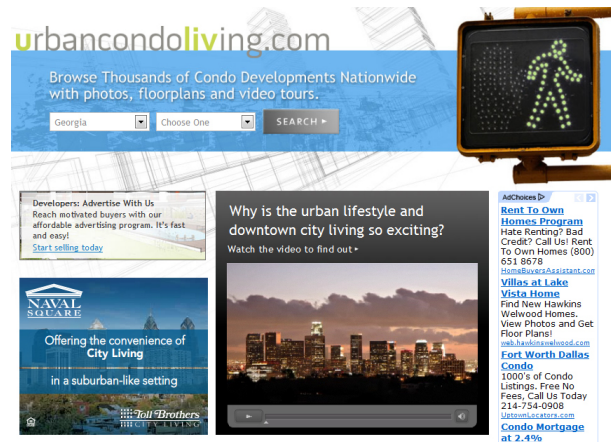 urbancondoliving.com
Browse Thousands of Condo Developments Nationwide
with photos, floorplans and video tours.
Georgia
Choose One
SEARCH
Developers: Advertise With Us
Reach motivated buyers with our
affordable advertising program. It's fast
and easy!
Start selling today
NAVAL
SQUARE
Offering the convenience of
City Living
in a suburban-like setting
Toll Brothers
CITY LIVING
Why is the urban lifestyle and
downtown city living so exciting?
Watch the video to find out
AdChoices
Rent To Own
Homes Program
Hate Renting? Bad
Credit? Call Us! Rent
To Own Homes (800)
651 8678
HomeBuyersAssistant.com
Villas at Lake
Vista Home
Find New Hawkins
Welwood Homes.
View Photos and Get
Floor Plans!
web.hawkinswelwood.com
Fort Worth Dallas
Condo
1000's of Condo
Listings. Free No
Fees, Call Us Today
214-754-0908
UptownLocators.com
Condo Mortgage
at 2.4%